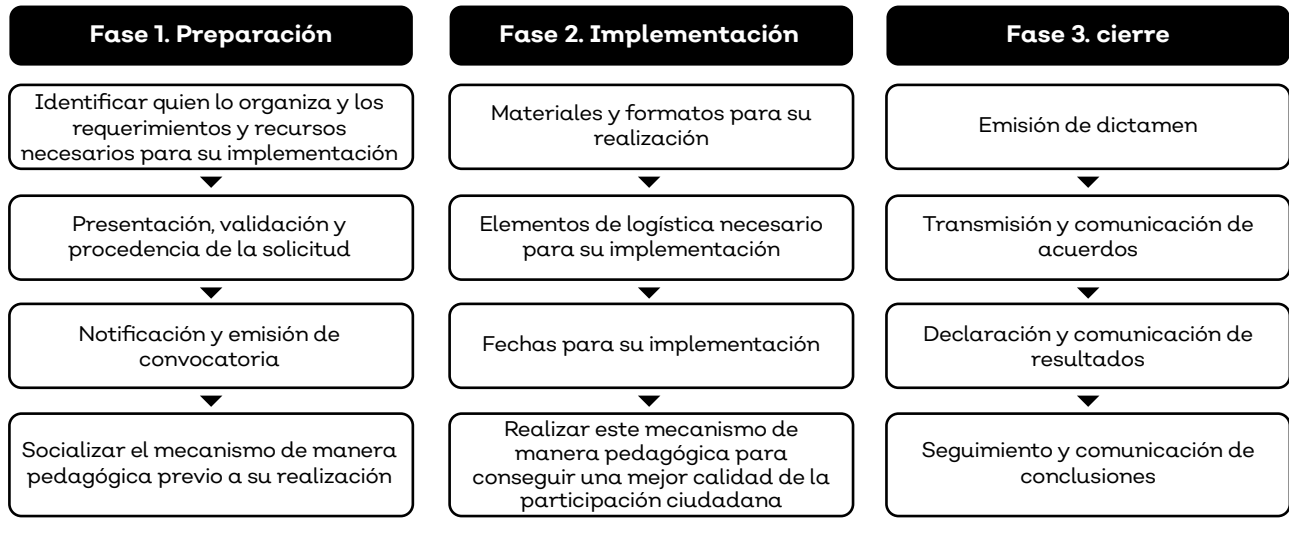 Fase 1. Preparación
Identificar quien lo organiza y los
requerimientos y recursos
necesarios para su implementación
Presentación, validación y
procedencia de la solicitud
Notificación y emisión de
convocatoria
Socializar el mecanismo de manera
pedagógica previo a su realización
Fase 2. Implementación
Materiales y formatos para su
realización
Elementos de logística necesario
para su implementación
Fechas para su implementación
Realizar este mecanismo de
manera pedagógica para
conseguir una mejor calidad de la
participación ciudadana
Fase 3. cierre
Emisión de dictamen
Transmisión y comunicación de
acuerdos
Declaración y comunicación de
resultados
Seguimiento y comunicación de
conclusiones